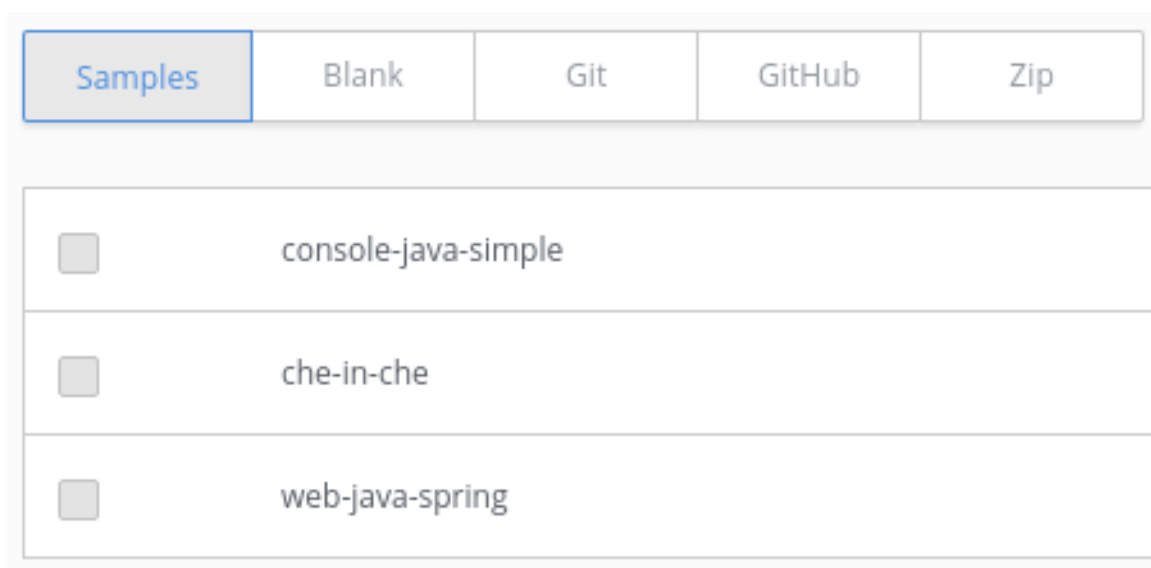 Samples Blank Git GitHub Zip
console-java-simple
che-in-che
web-java-spring